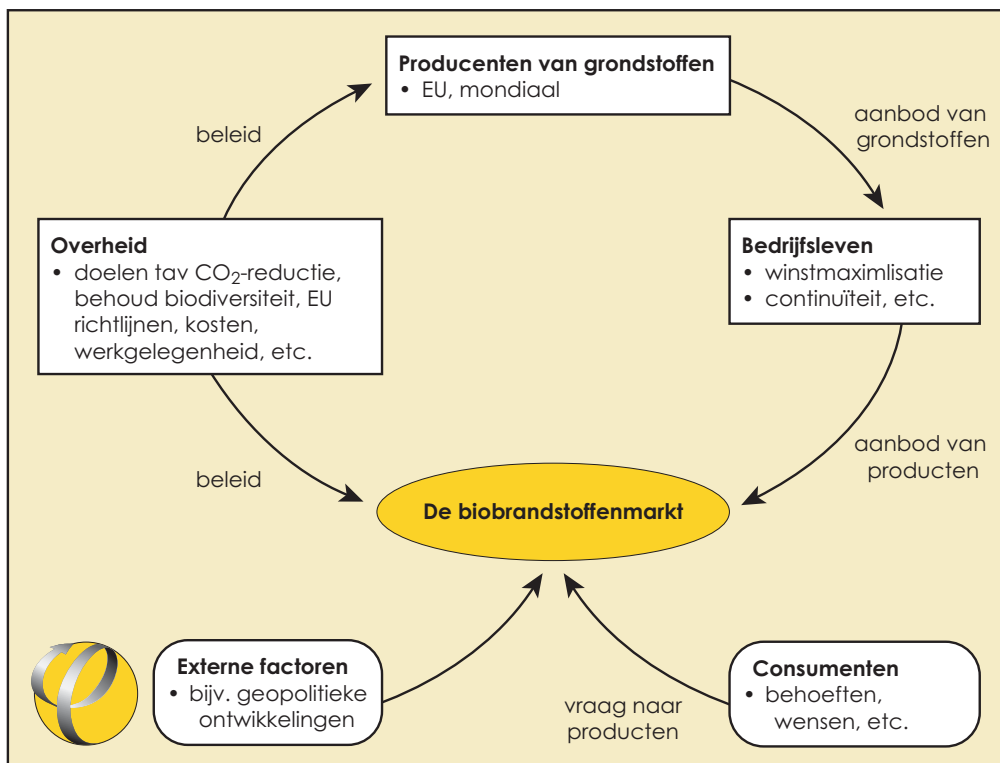 Producenten van grondstoffen
• EU, mondiaal
beleid
aanbod van
grondstoffen
Overheid
• doelen tav CO₂-reductie,
behoud biodiversiteit, EU
richtlijnen, kosten,
werkgelegenheid, etc.
Bedrijfsleven
• winstmaximlisatie
• continuïteit, etc.
beleid
aanbod van
producten
De biobrandstoffenmarkt
Externe factoren
• bijv. geopolitieke
ontwikkelingen
vraag naar
producten
Consumenten
• behoeften,
wensen, etc.